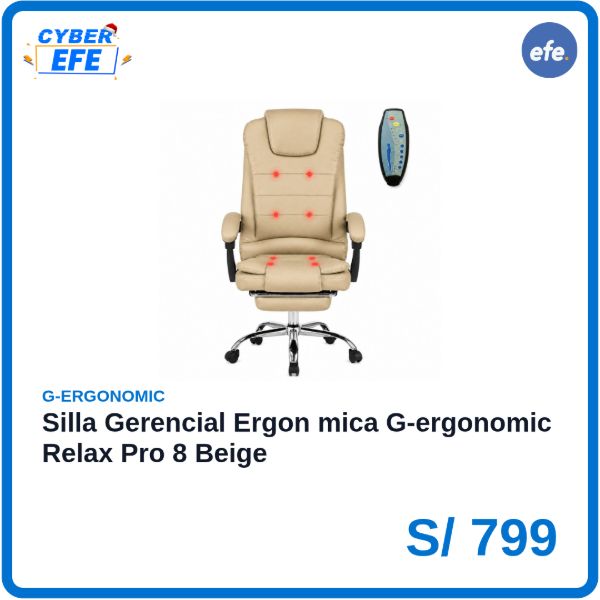 CYBER
EFE
efe.
G-ERGONOMIC
Silla Gerencial Ergon mica G-ergonomic
Relax Pro 8 Beige
S/ 799